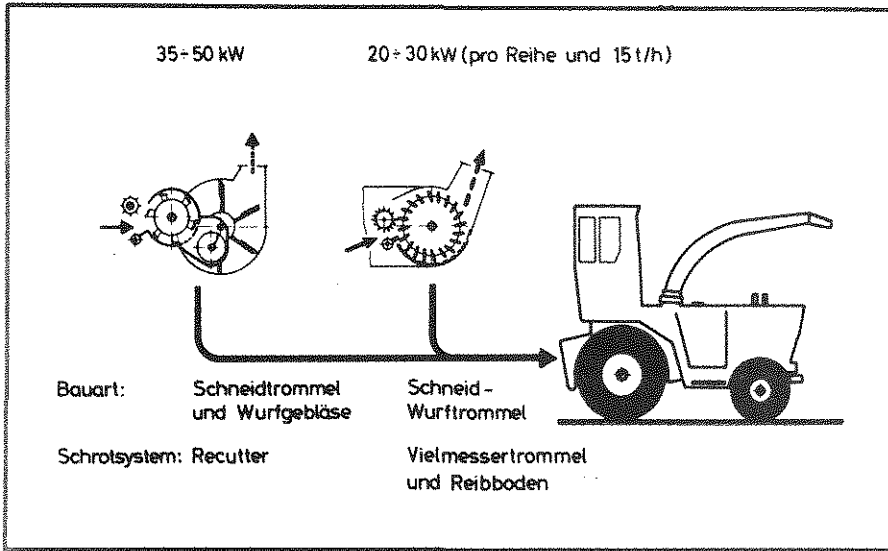 35÷50 kW
20÷30 kW (pro Reihe und 15 t/h)
Bauart:
Schneidtrommel
und Wurfgebläse
Schneid-
Wurftrommel
Schrotsystem: Recutter
Vielmessertrommel
und Reibboden